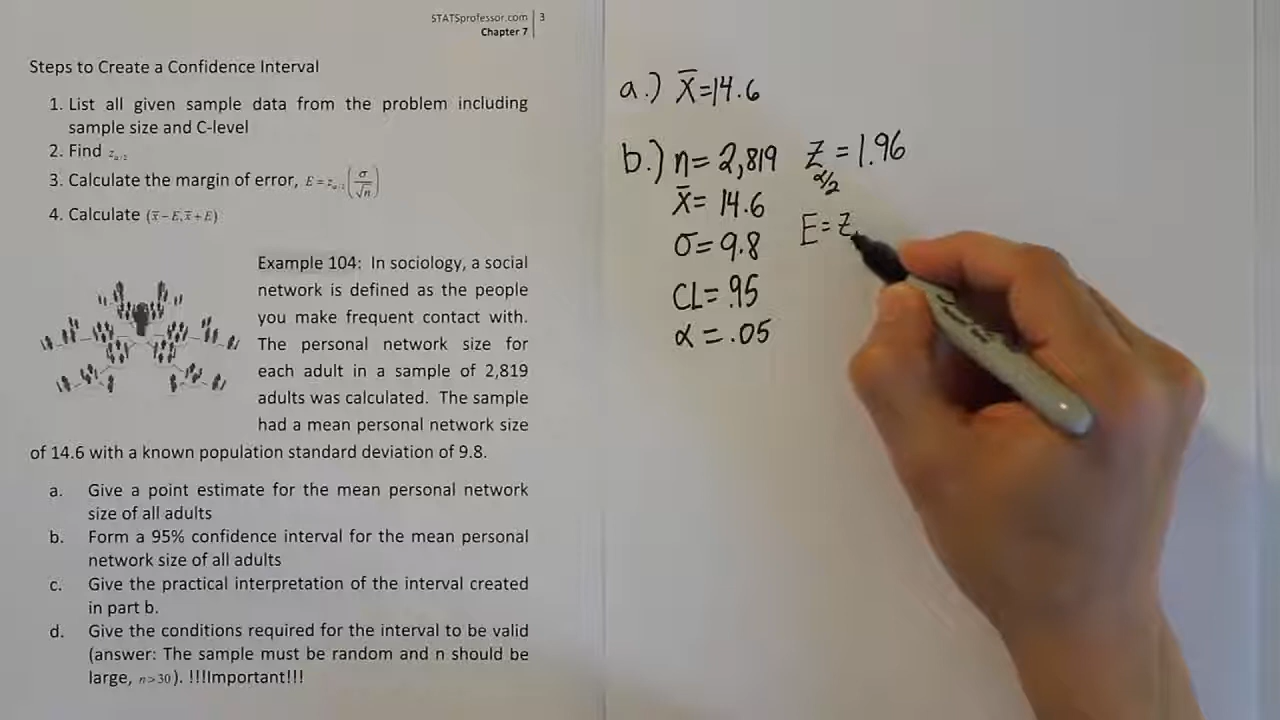 STATSprofessor.com 3
Chapter 7
Steps to Create a Confidence Interval
1. List all given sample data from the problem including
sample size and C-level
2. Find z_{α/2}
3. Calculate the margin of error, E = z_{α/2}(σ/√n)
4. Calculate (x̄ − E, x̄ + E)
Example 104: In sociology, a social
network is defined as the people
you make frequent contact with.
The personal network size for
each adult in a sample of 2,819
adults was calculated. The sample
had a mean personal network size
of 14.6 with a known population standard deviation of 9.8.
a. Give a point estimate for the mean personal network
size of all adults
b. Form a 95% confidence interval for the mean personal
network size of all adults
c. Give the practical interpretation of the interval created
in part b.
d. Give the conditions required for the interval to be valid
(answer: The sample must be random and n should be
large, n > 30). !!!Important!!!
a.) x̄ = 14.6
b.) n = 2,819 Z_{α/2} = 1.96
x̄ = 14.6
σ = 9.8 E = Z
CL = .95
α = .05